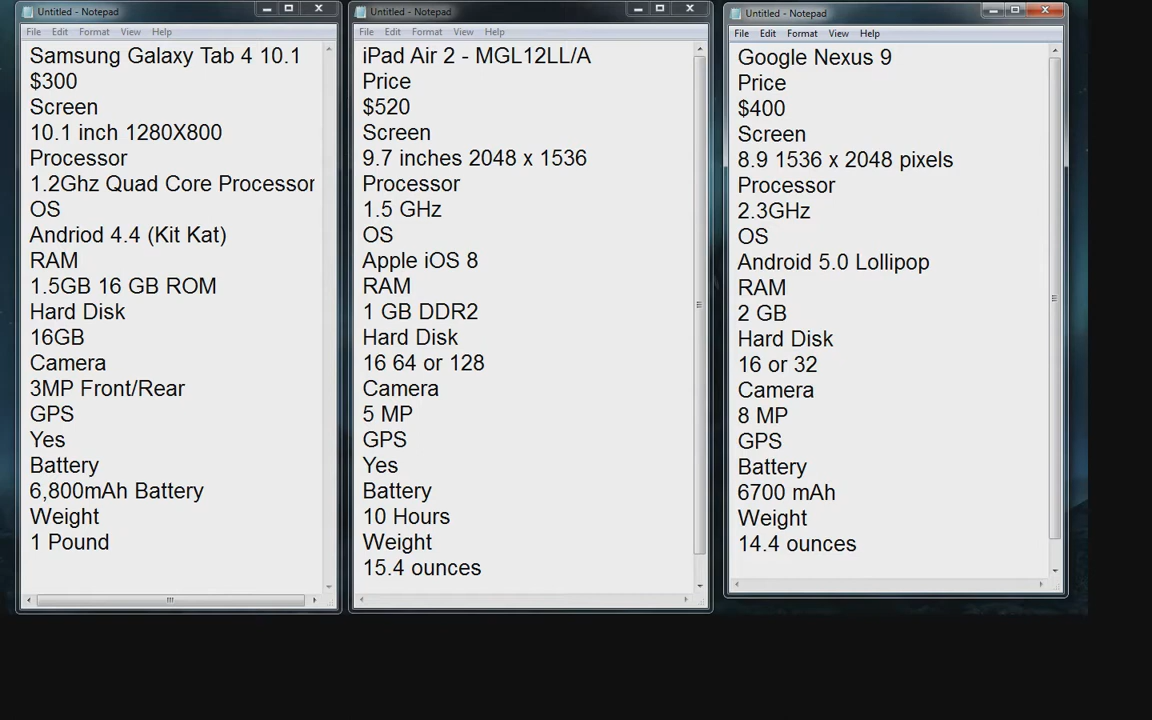 Untitled - Notepad
File Edit Format View Help
Samsung Galaxy Tab 4 10.1
$300
Screen
10.1 inch 1280X800
Processor
1.2Ghz Quad Core Processor
OS
Andriod 4.4 (Kit Kat)
RAM
1.5GB 16 GB ROM
Hard Disk
16GB
Camera
3MP Front/Rear
GPS
Yes
Battery
6,800mAh Battery
Weight
1 Pound
Untitled - Notepad
File Edit Format View Help
iPad Air 2 - MGL12LL/A
Price
$520
Screen
9.7 inches 2048 x 1536
Processor
1.5 GHz
OS
Apple iOS 8
RAM
1 GB DDR2
Hard Disk
16 64 or 128
Camera
5 MP
GPS
Yes
Battery
10 Hours
Weight
15.4 ounces
Untitled - Notepad
File Edit Format View Help
Google Nexus 9
Price
$400
Screen
8.9 1536 x 2048 pixels
Processor
2.3GHz
OS
Android 5.0 Lollipop
RAM
2 GB
Hard Disk
16 or 32
Camera
8 MP
GPS
Battery
6700 mAh
Weight
14.4 ounces